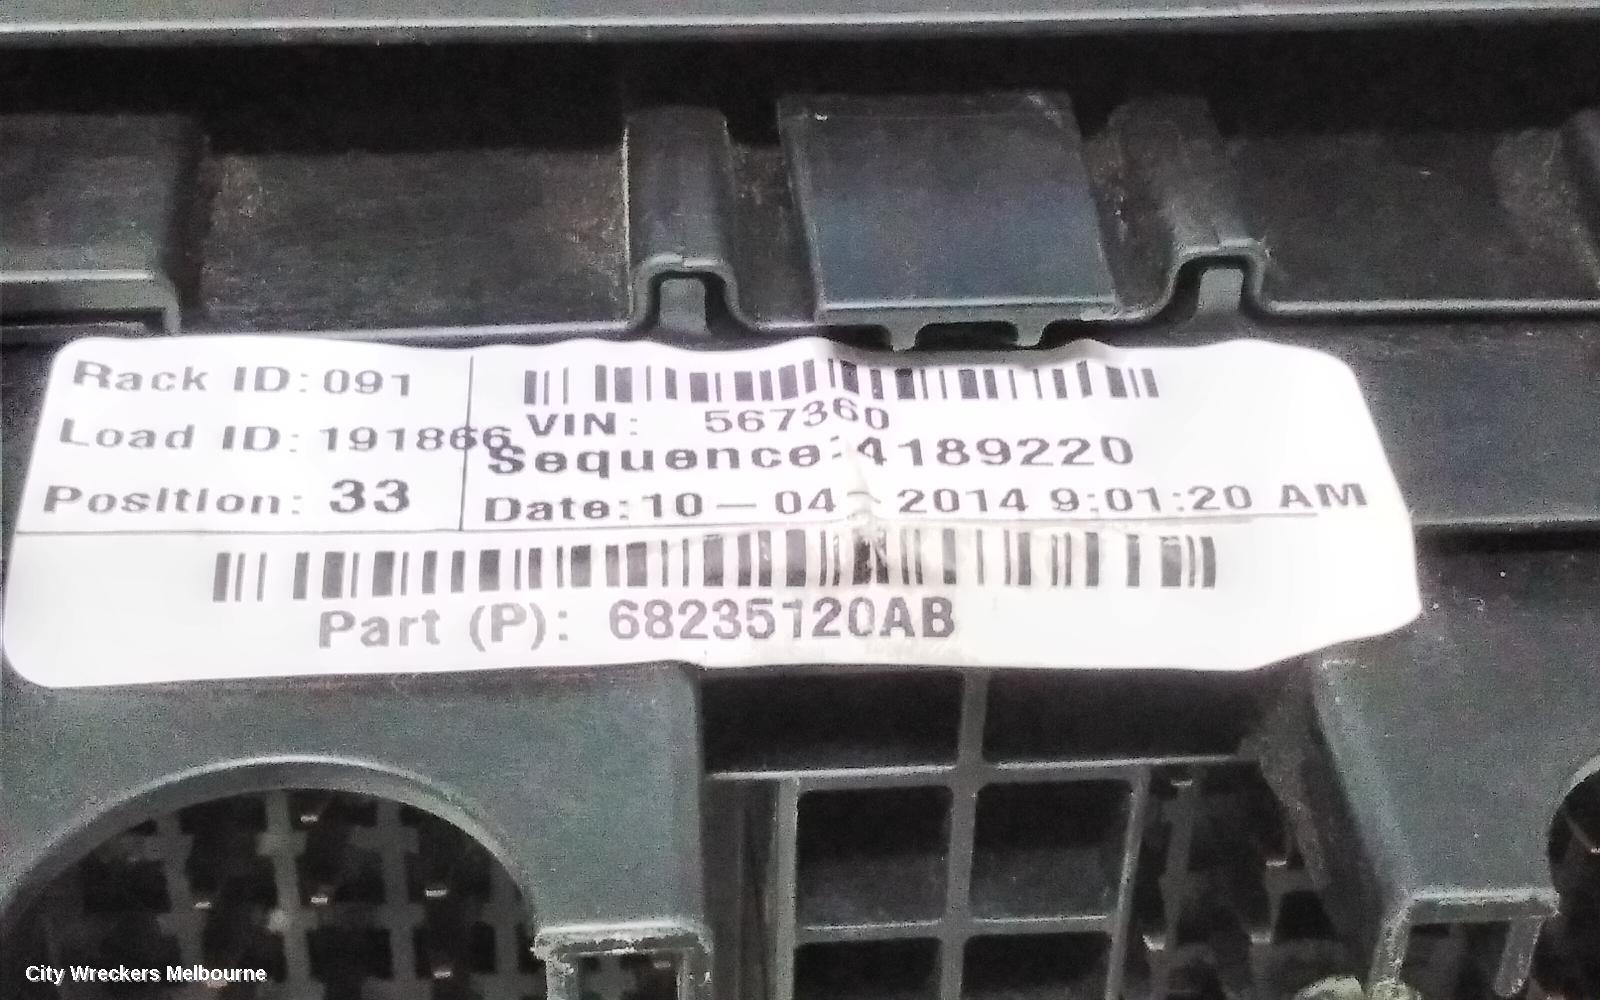 Rack ID: 091
Load ID: 191866
Position: 33
VIN: 567360
Sequence: 4189220
Date: 10 - 04 - 2014 9:01:20 AM
Part (P): 68235120AB
City Wreckers Melbourne